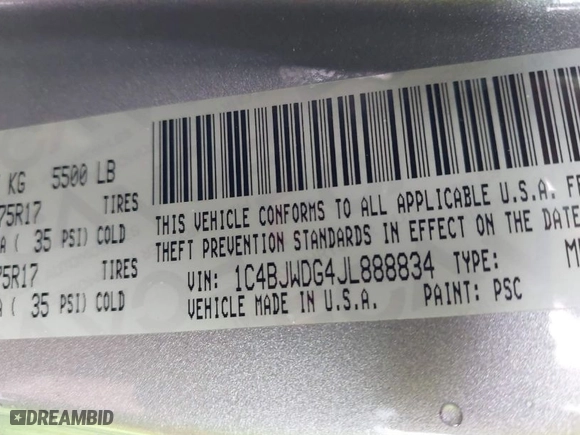 KG 5500 LB
75R17 TIRES
( 35 PSI) COLD
75R17 TIRES
( 35 PSI) COLD
THIS VEHICLE CONFORMS TO ALL APPLICABLE U.S.A.
THEFT PREVENTION STANDARDS IN EFFECT ON THE DATE
VIN: 1C4BJWDG4JL888834 TYPE:
VEHICLE MADE IN U.S.A. PAINT: PSC
DREAMBID